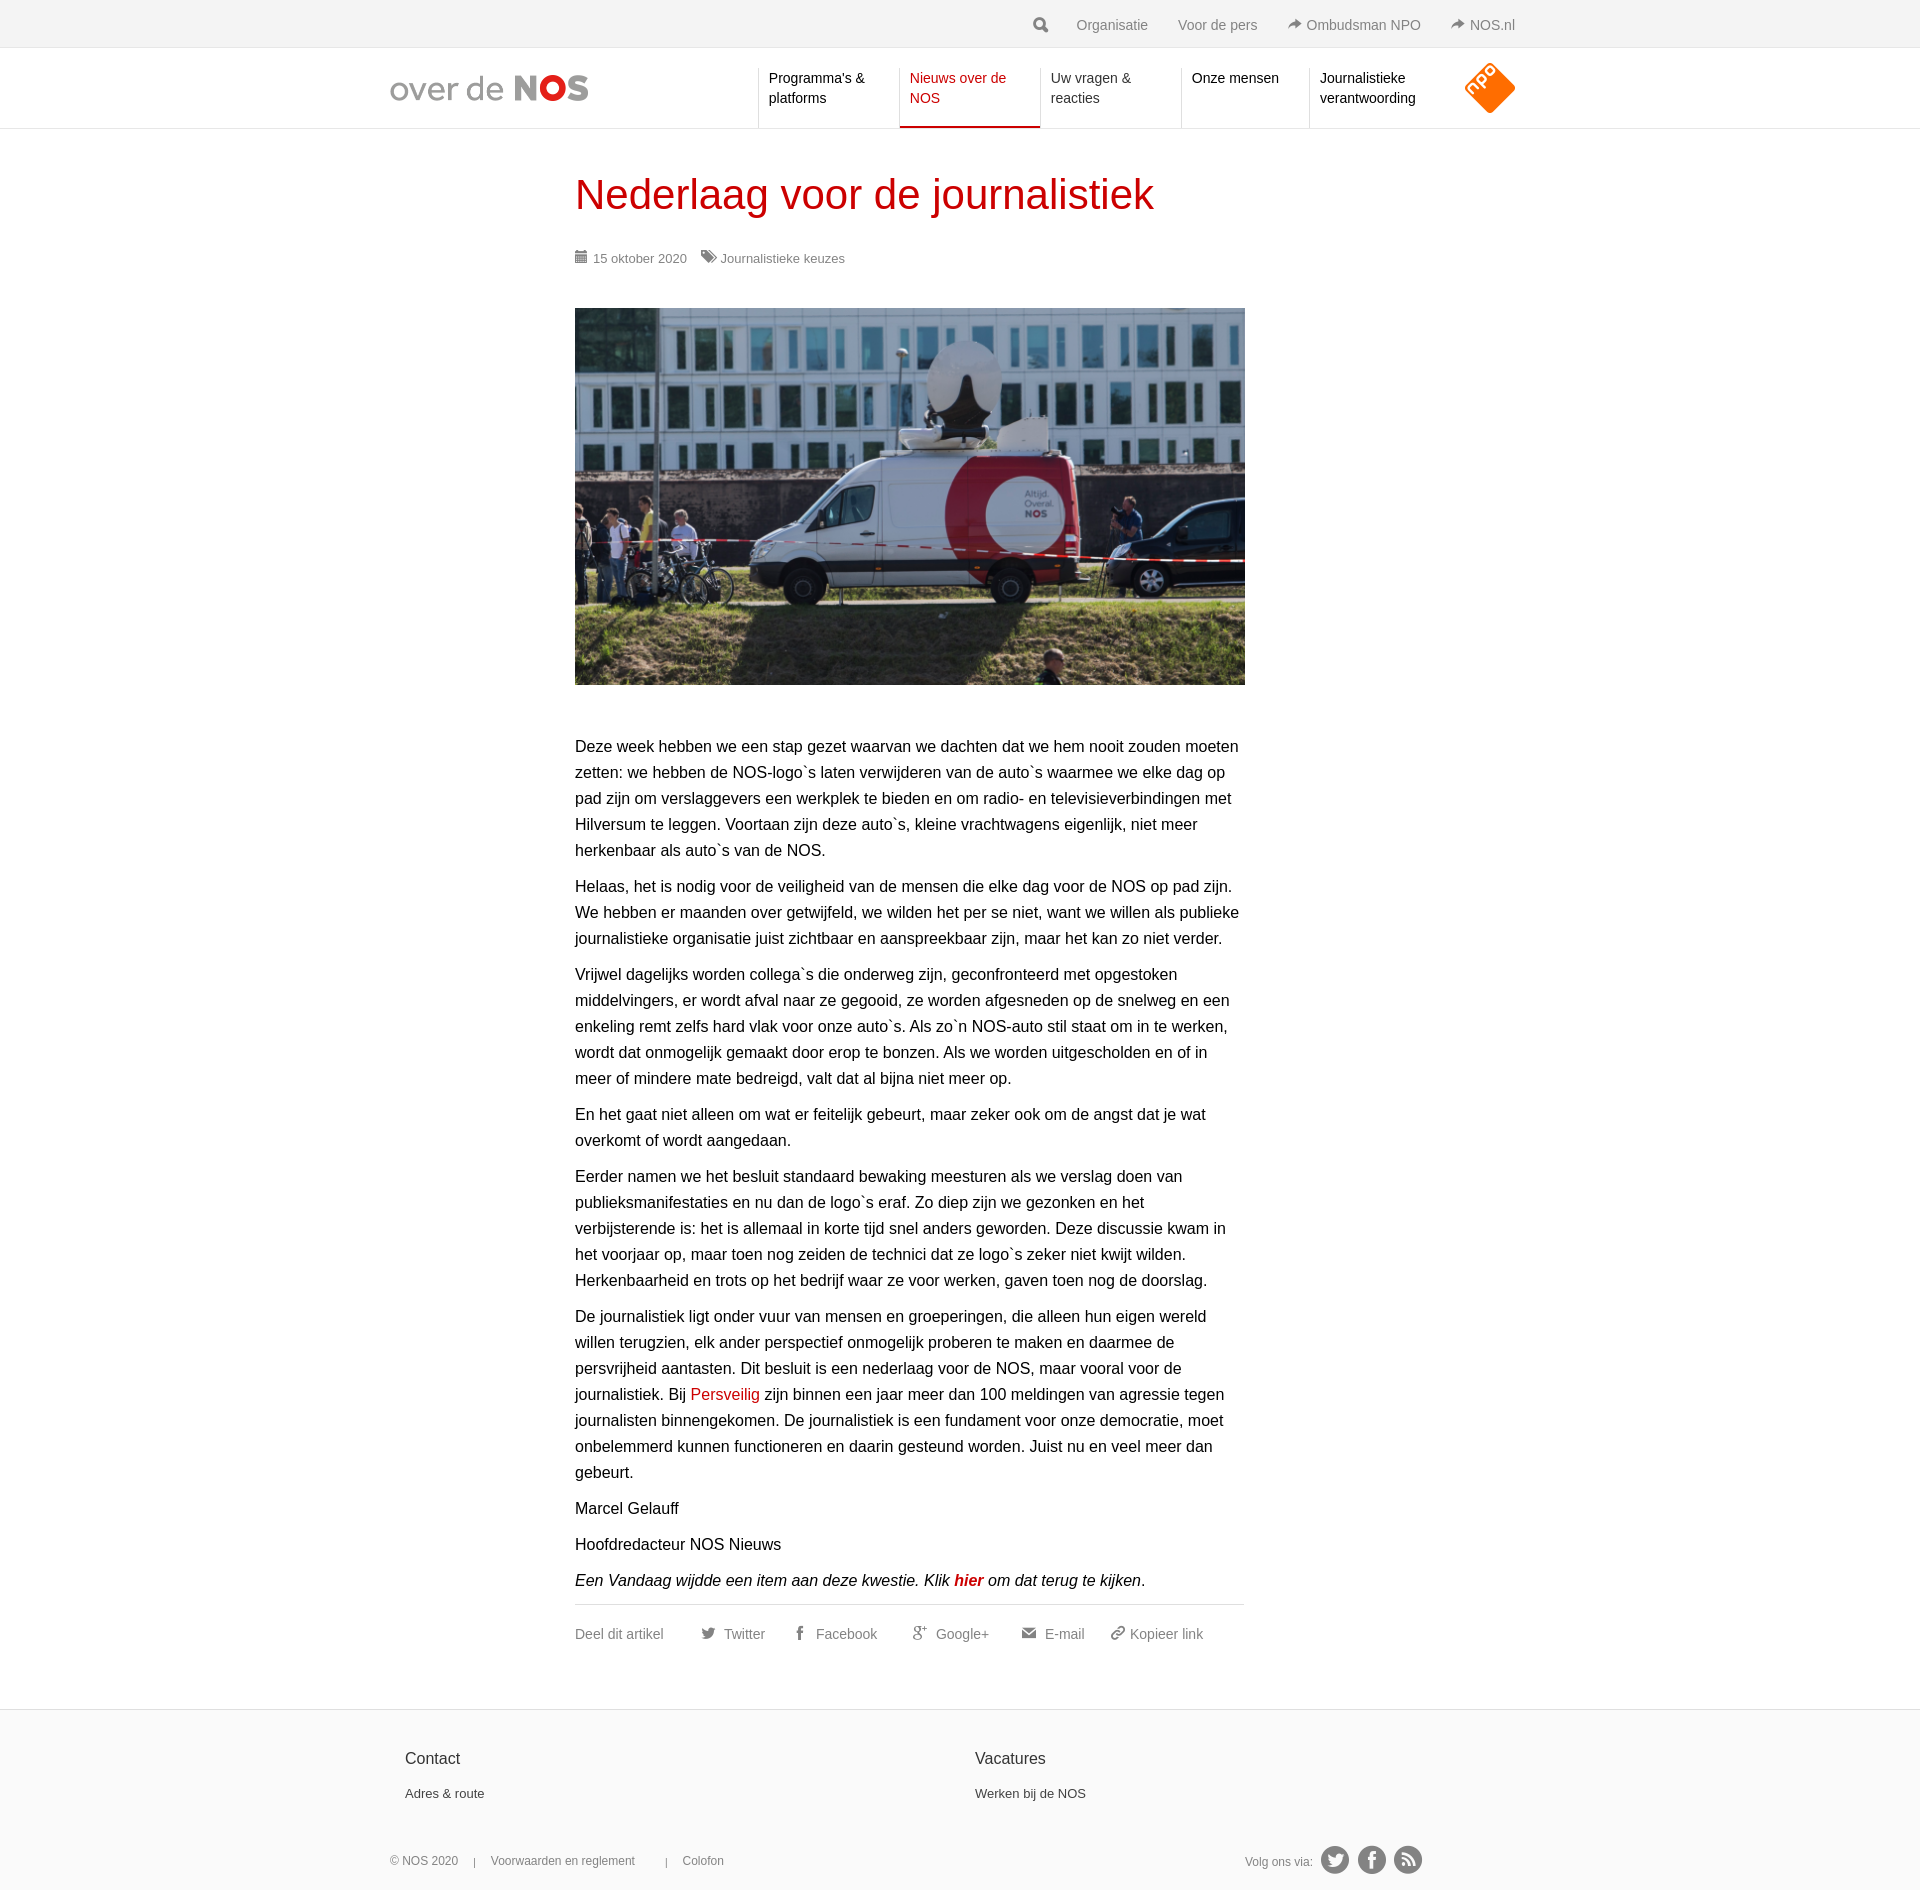 Organisatie
Voor de pers
Ombudsman NPO
NOS.nl
over de NOS
Programma's &
platforms
Nieuws over de
NOS
Uw vragen &
reacties
Onze mensen
Journalistieke
verantwoording
npo
Nederlaag voor de journalistiek
15 oktober 2020
Journalistieke keuzes
Altijd.
Overal.
NOS
Deze week hebben we een stap gezet waarvan we dachten dat we hem nooit zouden moeten
zetten: we hebben de NOS-logo`s laten verwijderen van de auto`s waarmee we elke dag op
pad zijn om verslaggevers een werkplek te bieden en om radio- en televisieverbindingen met
Hilversum te leggen. Voortaan zijn deze auto`s, kleine vrachtwagens eigenlijk, niet meer
herkenbaar als auto`s van de NOS.
Helaas, het is nodig voor de veiligheid van de mensen die elke dag voor de NOS op pad zijn.
We hebben er maanden over getwijfeld, we wilden het per se niet, want we willen als publieke
journalistieke organisatie juist zichtbaar en aanspreekbaar zijn, maar het kan zo niet verder.
Vrijwel dagelijks worden collega`s die onderweg zijn, geconfronteerd met opgestoken
middelvingers, er wordt afval naar ze gegooid, ze worden afgesneden op de snelweg en een
enkeling remt zelfs hard vlak voor onze auto`s. Als zo`n NOS-auto stil staat om in te werken,
wordt dat onmogelijk gemaakt door erop te bonzen. Als we worden uitgescholden en of in
meer of mindere mate bedreigd, valt dat al bijna niet meer op.
En het gaat niet alleen om wat er feitelijk gebeurt, maar zeker ook om de angst dat je wat
overkomt of wordt aangedaan.
Eerder namen we het besluit standaard bewaking meesturen als we verslag doen van
publieksmanifestaties en nu dan de logo`s eraf. Zo diep zijn we gezonken en het
verbijsterende is: het is allemaal in korte tijd snel anders geworden. Deze discussie kwam in
het voorjaar op, maar toen nog zeiden de technici dat ze logo`s zeker niet kwijt wilden.
Herkenbaarheid en trots op het bedrijf waar ze voor werken, gaven toen nog de doorslag.
De journalistiek ligt onder vuur van mensen en groeperingen, die alleen hun eigen wereld
willen terugzien, elk ander perspectief onmogelijk proberen te maken en daarmee de
persvrijheid aantasten. Dit besluit is een nederlaag voor de NOS, maar vooral voor de
journalistiek. Bij Persveilig zijn binnen een jaar meer dan 100 meldingen van agressie tegen
journalisten binnengekomen. De journalistiek is een fundament voor onze democratie, moet
onbelemmerd kunnen functioneren en daarin gesteund worden. Juist nu en veel meer dan
gebeurt.
Marcel Gelauff
Hoofdredacteur NOS Nieuws
Een Vandaag wijdde een item aan deze kwestie. Klik hier om dat terug te kijken.
Deel dit artikel
Twitter
Facebook
Google+
E-mail
Kopieer link
Contact
Vacatures
Adres & route
Werken bij de NOS
© NOS 2020 | Voorwaarden en reglement | Colofon
Volg ons via: